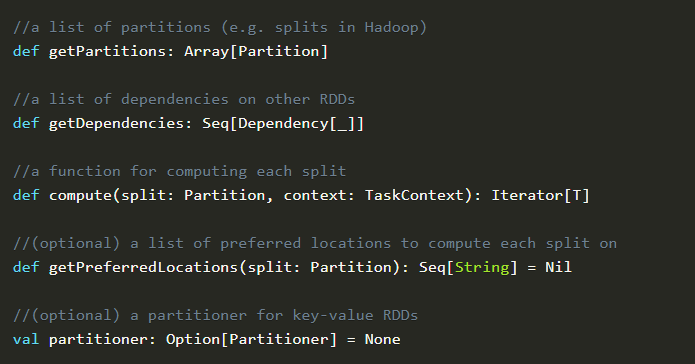 //a list of partitions (e.g. splits in Hadoop)
def getPartitions: Array[Partition]
//a list of dependencies on other RDDs
def getDependencies: Seq[Dependency[_]]
//a function for computing each split
def compute(split: Partition, context: TaskContext): Iterator[T]
//(optional) a list of preferred locations to compute each split on
def getPreferredLocations(split: Partition): Seq[String] = Nil
//(optional) a partitioner for key-value RDDs
val partitioner: Option[Partitioner] = None